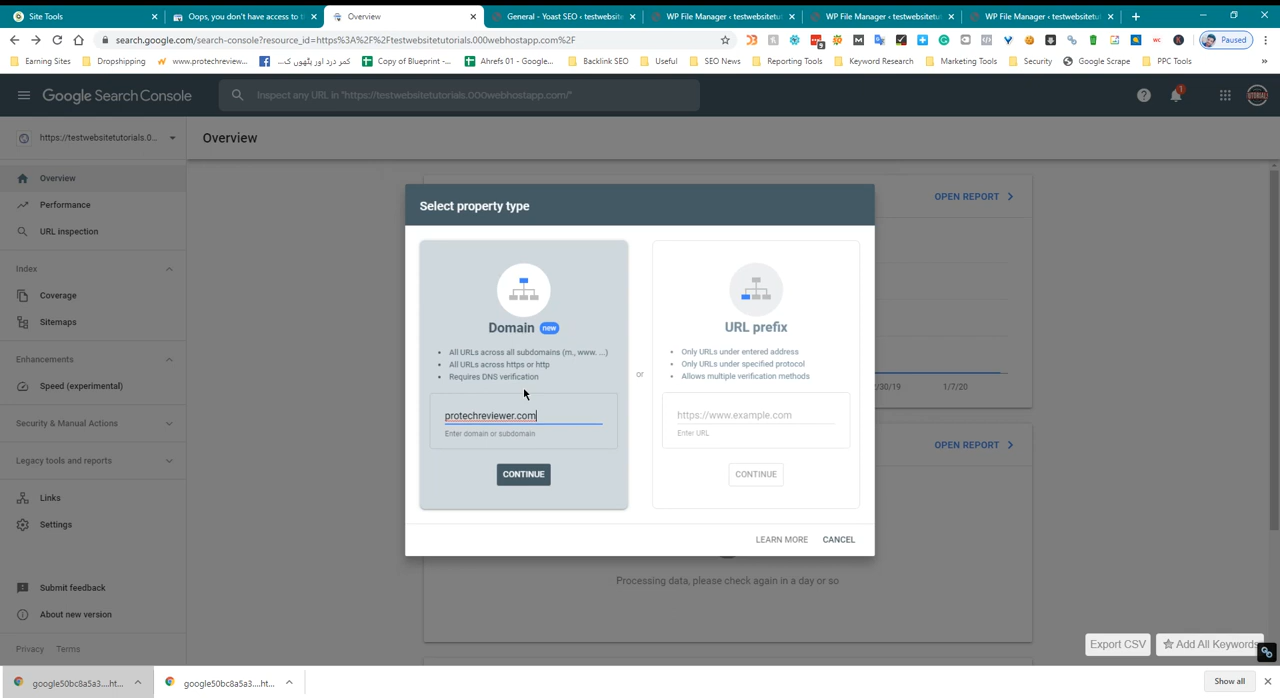 Site Tools
Oops, you don't have access to t
Overview
General - Yoast SEO ‹ testwebsite
WP File Manager ‹ testwebsitetu
WP File Manager ‹ testwebsitetu
WP File Manager ‹ testwebsitetut
search.google.com/search-console?resource_id=https%3A%2F%2Ftestwebsitetutorials.000webhostapp.com%2F
Paused
Earning Sites
Dropshipping
www.protechreview...
کمر درد اور پٹھوں ک...
Copy of Blueprint -...
Ahrefs 01 - Google...
Backlink SEO
Useful
SEO News
Reporting Tools
Keyword Research
Marketing Tools
Security
Google Scrape
PPC Tools
Google Search Console
Inspect any URL in "https://testwebsitetutorials.000webhostapp.com/"
1
https://testwebsitetutorials.0...
Overview
Overview
Performance
URL inspection
Index
Coverage
Sitemaps
Enhancements
Speed (experimental)
Security & Manual Actions
Legacy tools and reports
Links
Settings
Submit feedback
About new version
Privacy Terms
OPEN REPORT
Select property type
Domain new
All URLs across all subdomains (m., www. ...)
All URLs across https or http
Requires DNS verification
protechreviewer.com
Enter domain or subdomain
CONTINUE
or
URL prefix
Only URLs under entered address
Only URLs under specified protocol
Allows multiple verification methods
https://www.example.com
Enter URL
CONTINUE
LEARN MORE
CANCEL
/30/19
1/7/20
OPEN REPORT
Processing data, please check again in a day or so
Export CSV
Add All Keywords
google50bc8a5a3....ht...
google50bc8a5a3....ht...
Show all